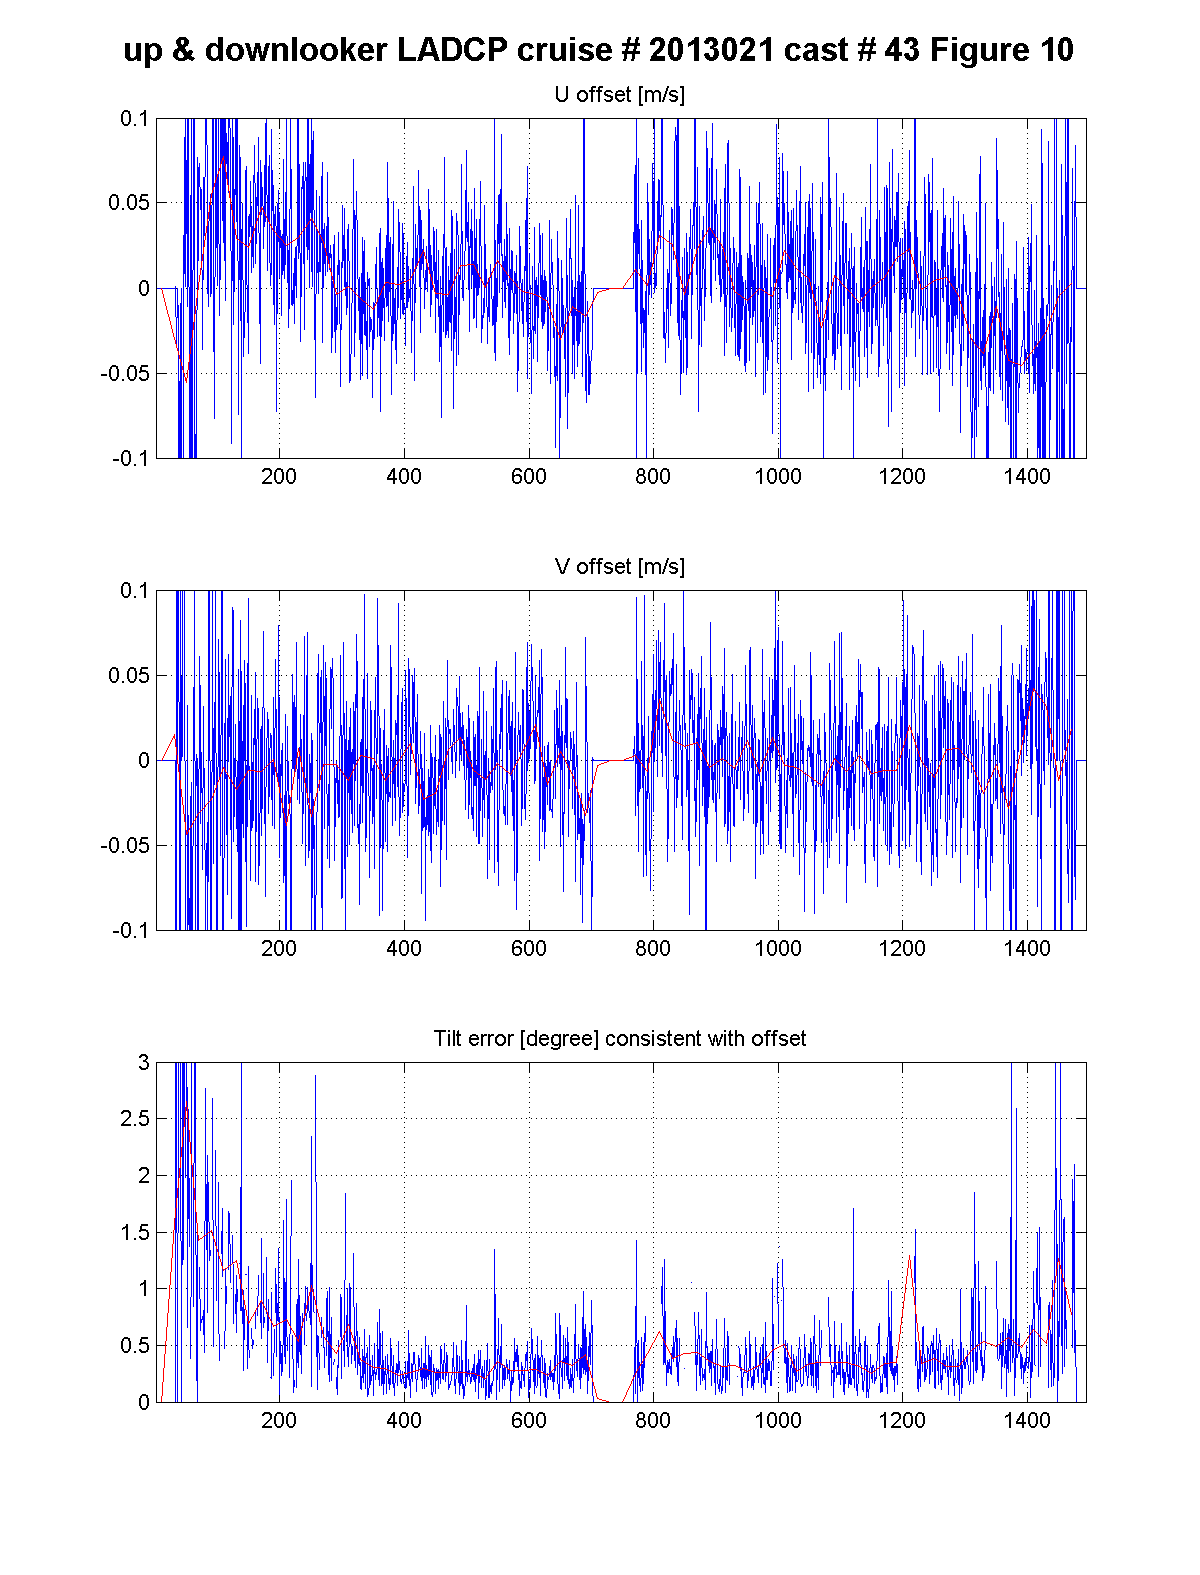 up & downlooker LADCP cruise # 2013021 cast # 43 Figure 10
U offset [m/s]
0.1
0.05
0
-0.05
-0.1
200 400 600 800 1000 1200 1400
V offset [m/s]
0.1
0.05
0
-0.05
-0.1
200 400 600 800 1000 1200 1400
Tilt error [degree] consistent with offset
3
2.5
2
1.5
1
0.5
0
200 400 600 800 1000 1200 1400